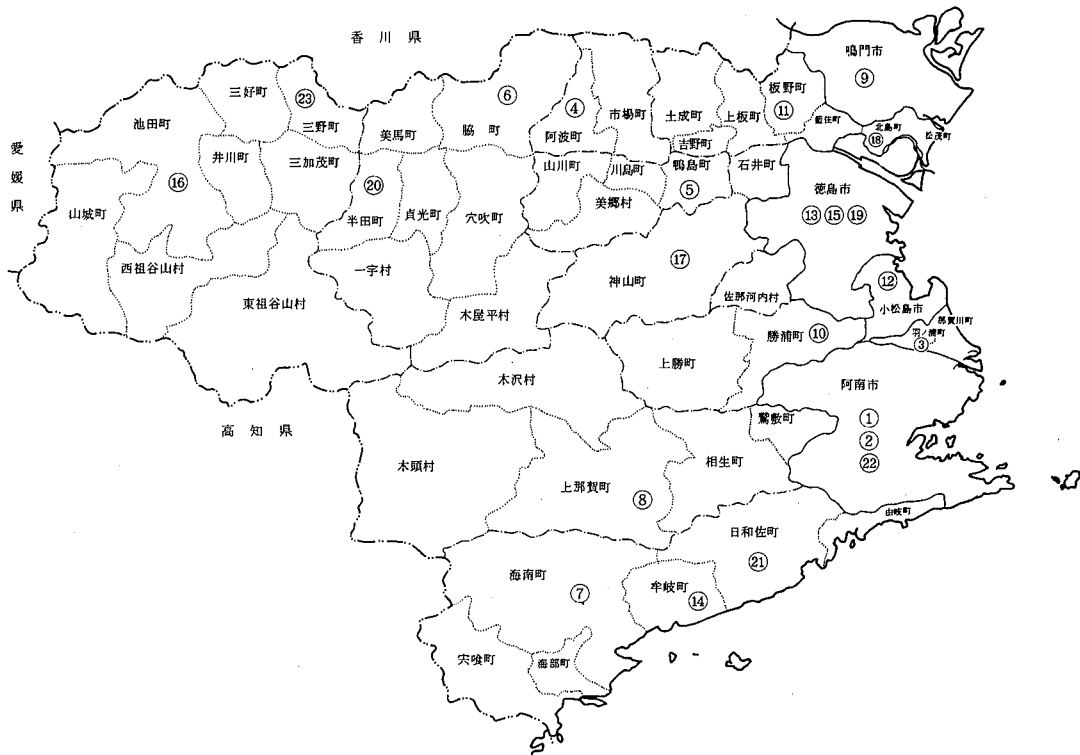 香川県
愛媛県
高知県
鳴門市
⑨
板野町
⑪
藍住町
北島町
⑱
松茂町
上板町
土成町
吉野町
市場町
④
阿波町
⑥
脇町
美馬町
㉓
三野町
三好町
池田町
⑯
井川町
三加茂町
⑳
半田町
貞光町
穴吹町
山川町
川島町
鴨島町
⑤
石井町
美郷村
徳島市
⑬ ⑮ ⑲
山城町
西祖谷山村
東祖谷山村
一宇村
木屋平村
神山町
⑰
佐那河内村
⑫
小松島市
那賀川町
羽ノ浦町
③
勝浦町 ⑩
上勝町
阿南市
①
②
㉒
木沢村
鷲敷町
相生町
木頭村
上那賀町
⑧
由岐町
日和佐町
㉑
牟岐町
⑭
海南町
⑦
宍喰町
海部町